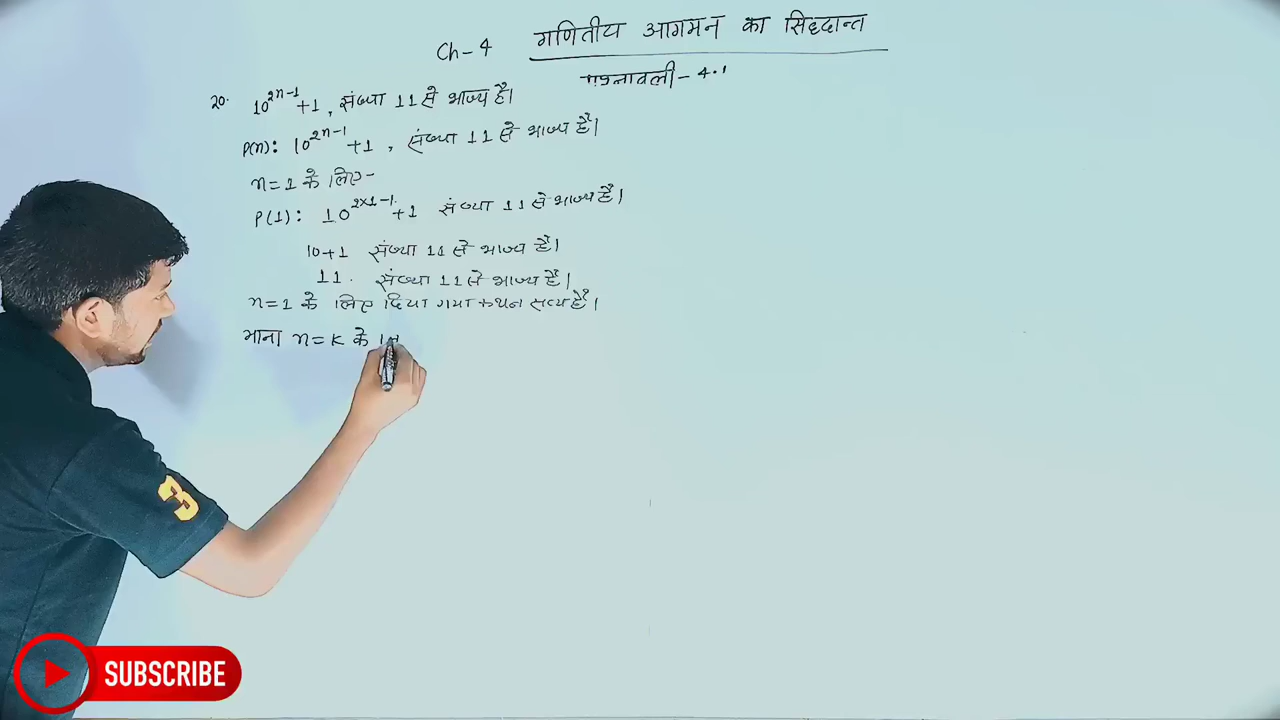 Ch-4 गणितीय आगमन का सिद्दान्त
प्रश्नावली - 4.1
20. 10^{2n-1}+1, संख्या 11 से भाज्य है।
P(n): 10^{2n-1}+1, संख्या 11 से भाज्य है।
n=1 के लिए-
P(1): 10^{2×1-1}+1 संख्या 11 से भाज्य है।
10+1 संख्या 11 से भाज्य है।
11. संख्या 11 से भाज्य है।
n=1 के लिए दिया गया कथन सत्य है।
माना n=k के
3
SUBSCRIBE